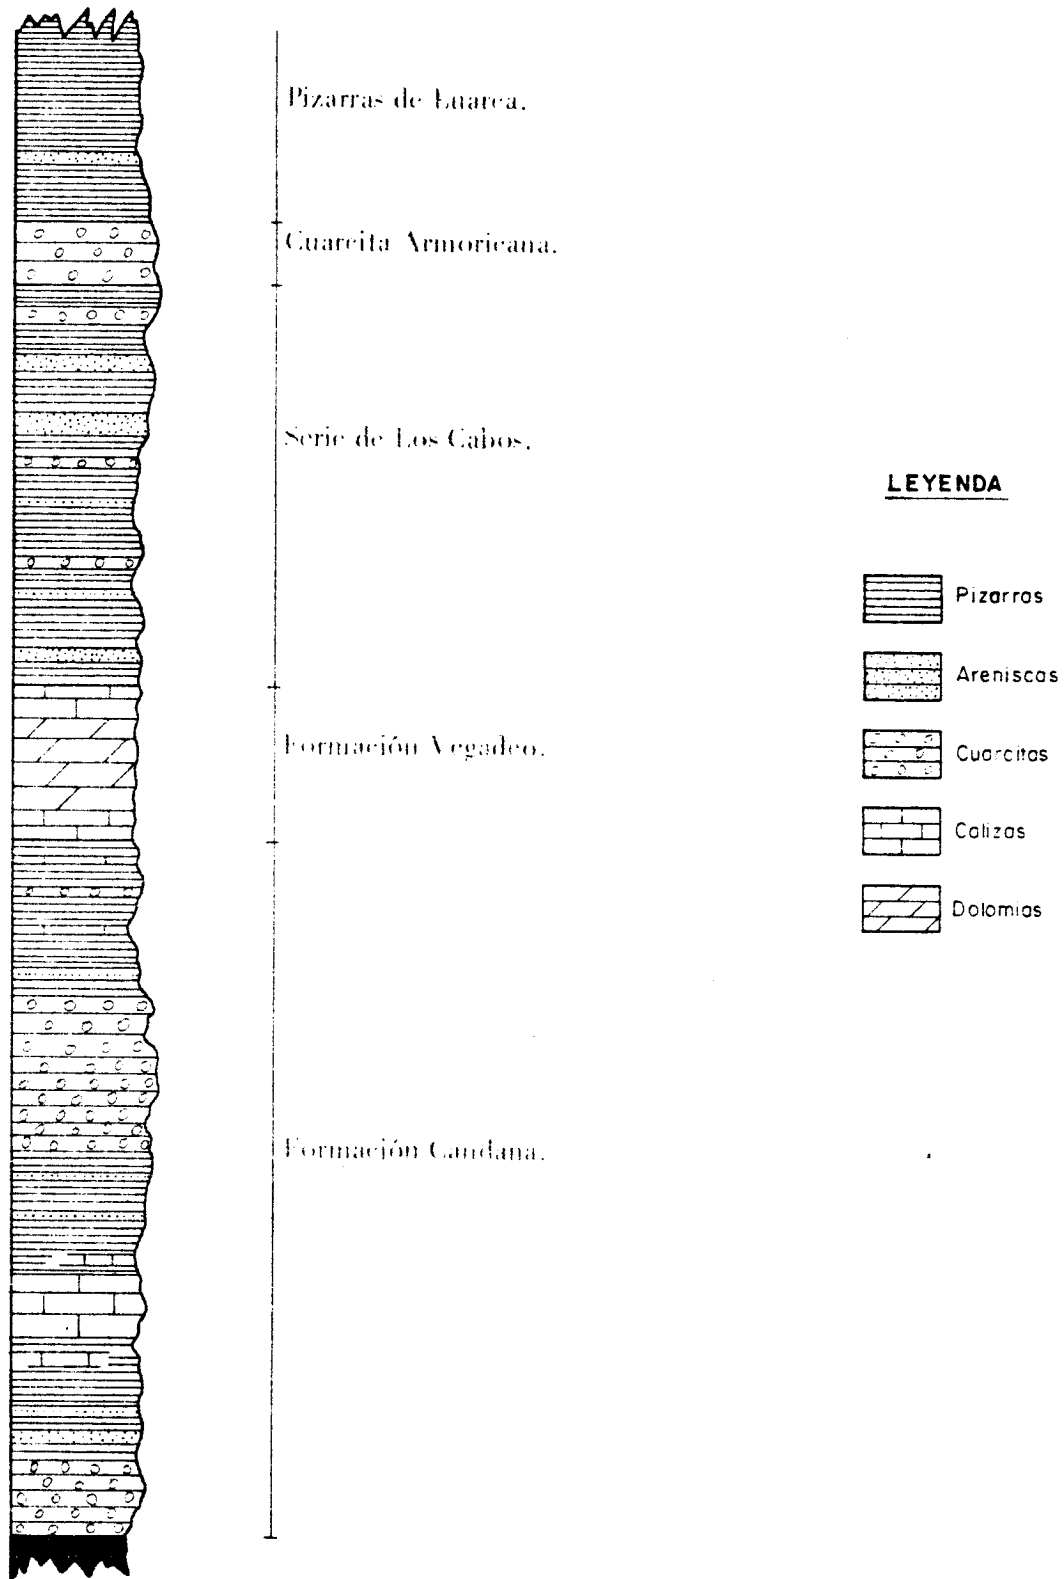 Pizarras de Luarca.
Cuarcita Armoricana.
Serie de Los Cabos.
Formación Vegadeo.
Formación Candana.
LEYENDA
Pizarras
Areniscas
Cuarcitas
Calizas
Dolomias